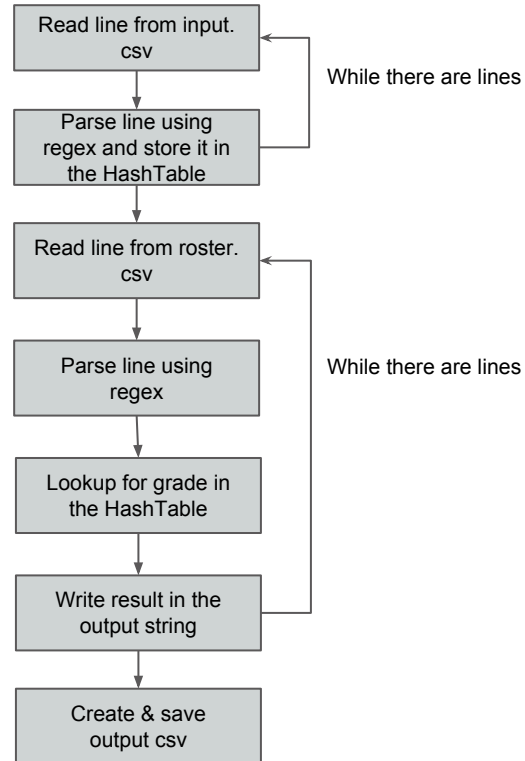 Read line from input.
csv
While there are lines
Parse line using
regex and store it in
the HashTable
Read line from roster.
csv
Parse line using
regex
While there are lines
Lookup for grade in
the HashTable
Write result in the
output string
Create & save
output csv